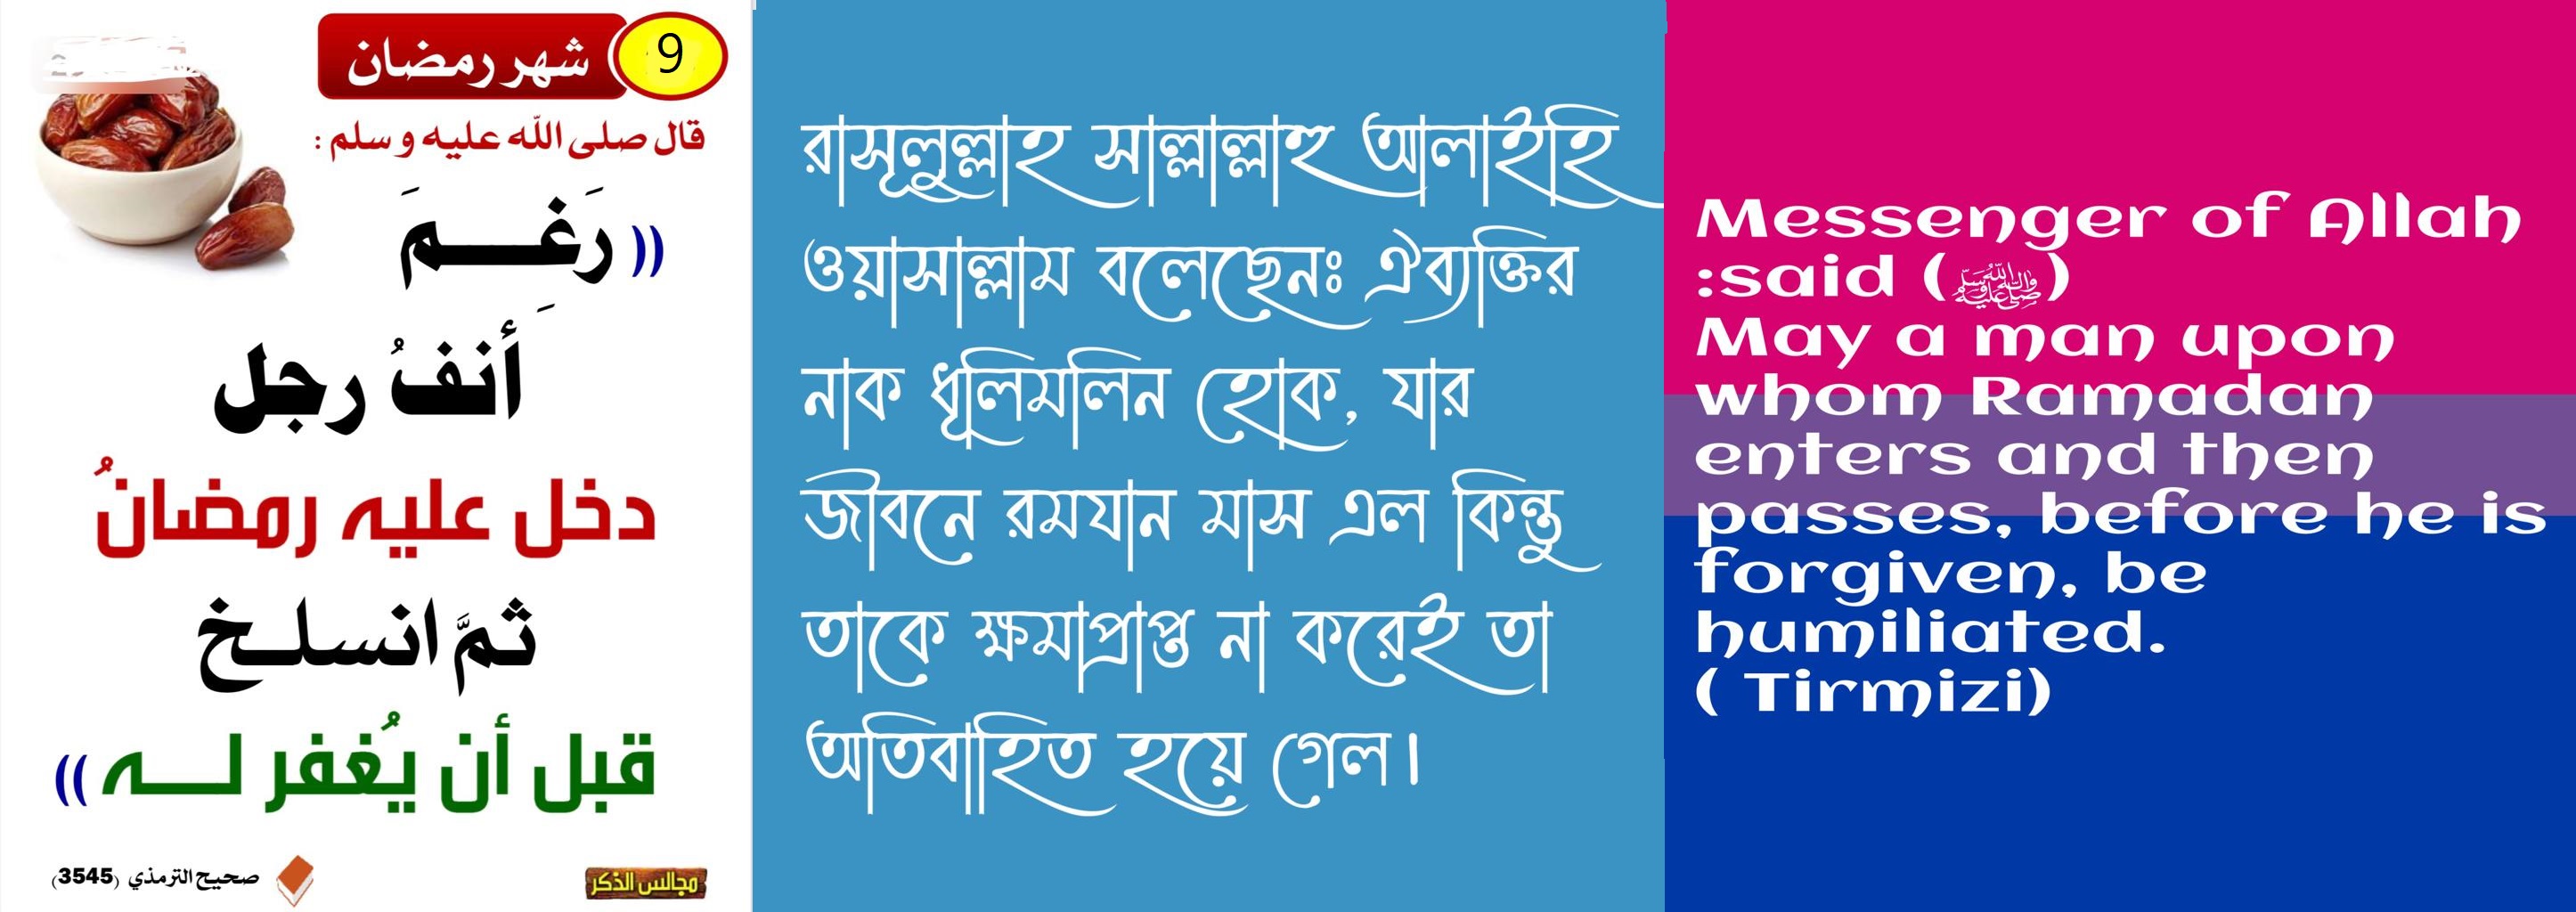 شهر رمضان 9
قال صلى الله عليه وسلم :
(( رَغِـــمَ
أنفُ رجل
دخل عليه رمضانُ
ثمَّ انسلـخ
قبل أن يُغفر لـــه ))
صحيح الترمذي (3545)
مجالس الذكر
রাসূলুল্লাহ সাল্লাল্লাহু আলাইহি
ওয়াসাল্লাম বলেছেনঃ ঐব্যক্তির
নাক ধূলিমলিন হোক, যার
জীবনে রমযান মাস এল কিন্তু
তাকে ক্ষমাপ্রাপ্ত না করেই তা
অতিবাহিত হয়ে গেল।
Messenger of Allah
:said (ﷺ)
May a man upon
whom Ramadan
enters and then
passes, before he is
forgiven, be
humiliated.
( Tirmizi)